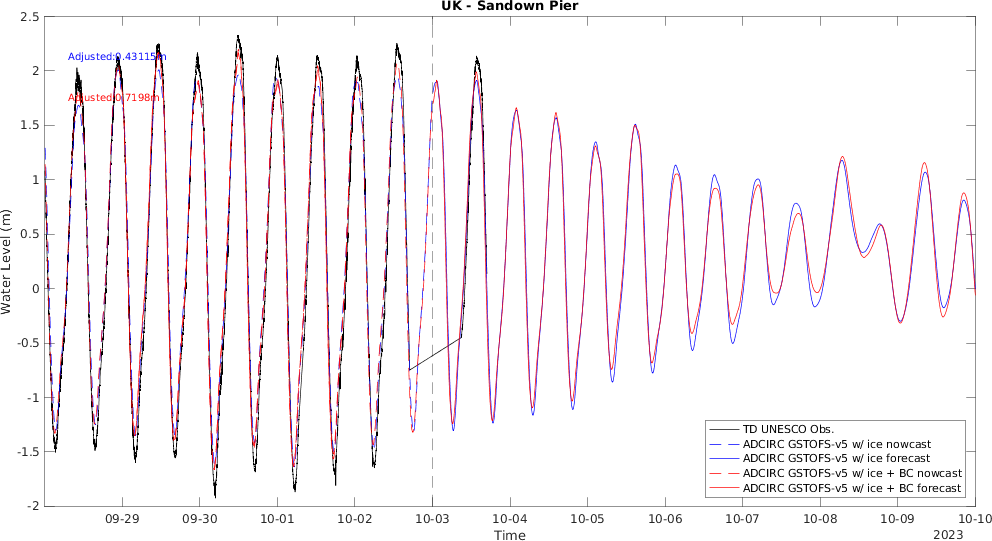 UK - Sandown Pier
2.5
2
1.5
1
0.5
0
-0.5
-1
-1.5
-2
Water Level (m)
Adjusted:0.43115m
Adjusted:0.7198m
TD UNESCO Obs.
ADCIRC GSTOFS-v5 w/ ice nowcast
ADCIRC GSTOFS-v5 w/ ice forecast
ADCIRC GSTOFS-v5 w/ ice + BC nowcast
ADCIRC GSTOFS-v5 w/ ice + BC forecast
09-29 09-30 10-01 10-02 10-03 10-04 10-05 10-06 10-07 10-08 10-09 10-10
Time
2023